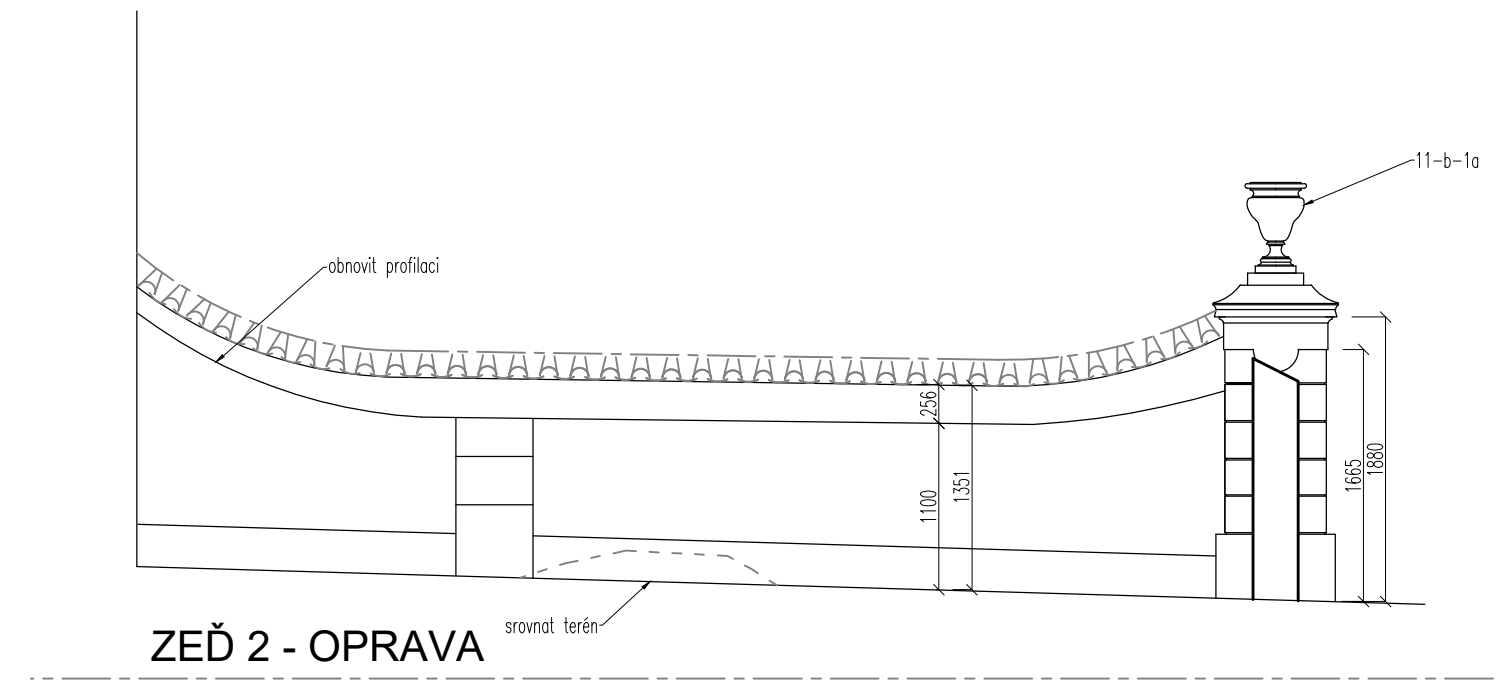 11-b-1a
obnovit profilaci
256
1100
1351
1665
1880
srovnat terén
ZEĎ 2 - OPRAVA